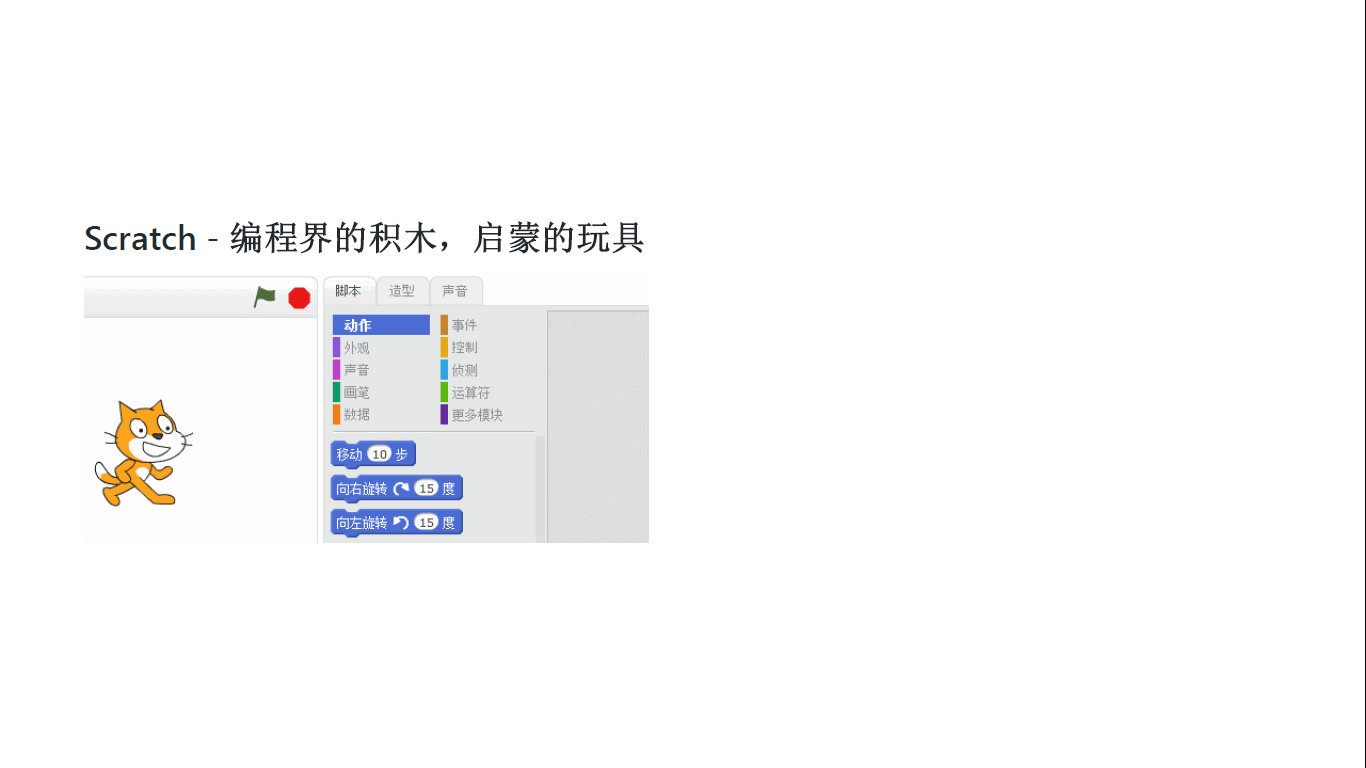 Scratch - 编程界的积木，启蒙的玩具
脚本 造型 声音
动作 事件
外观 控制
声音 侦测
画笔 运算符
数据 更多模块
移动 10 步
向右旋转 15 度
向左旋转 15 度